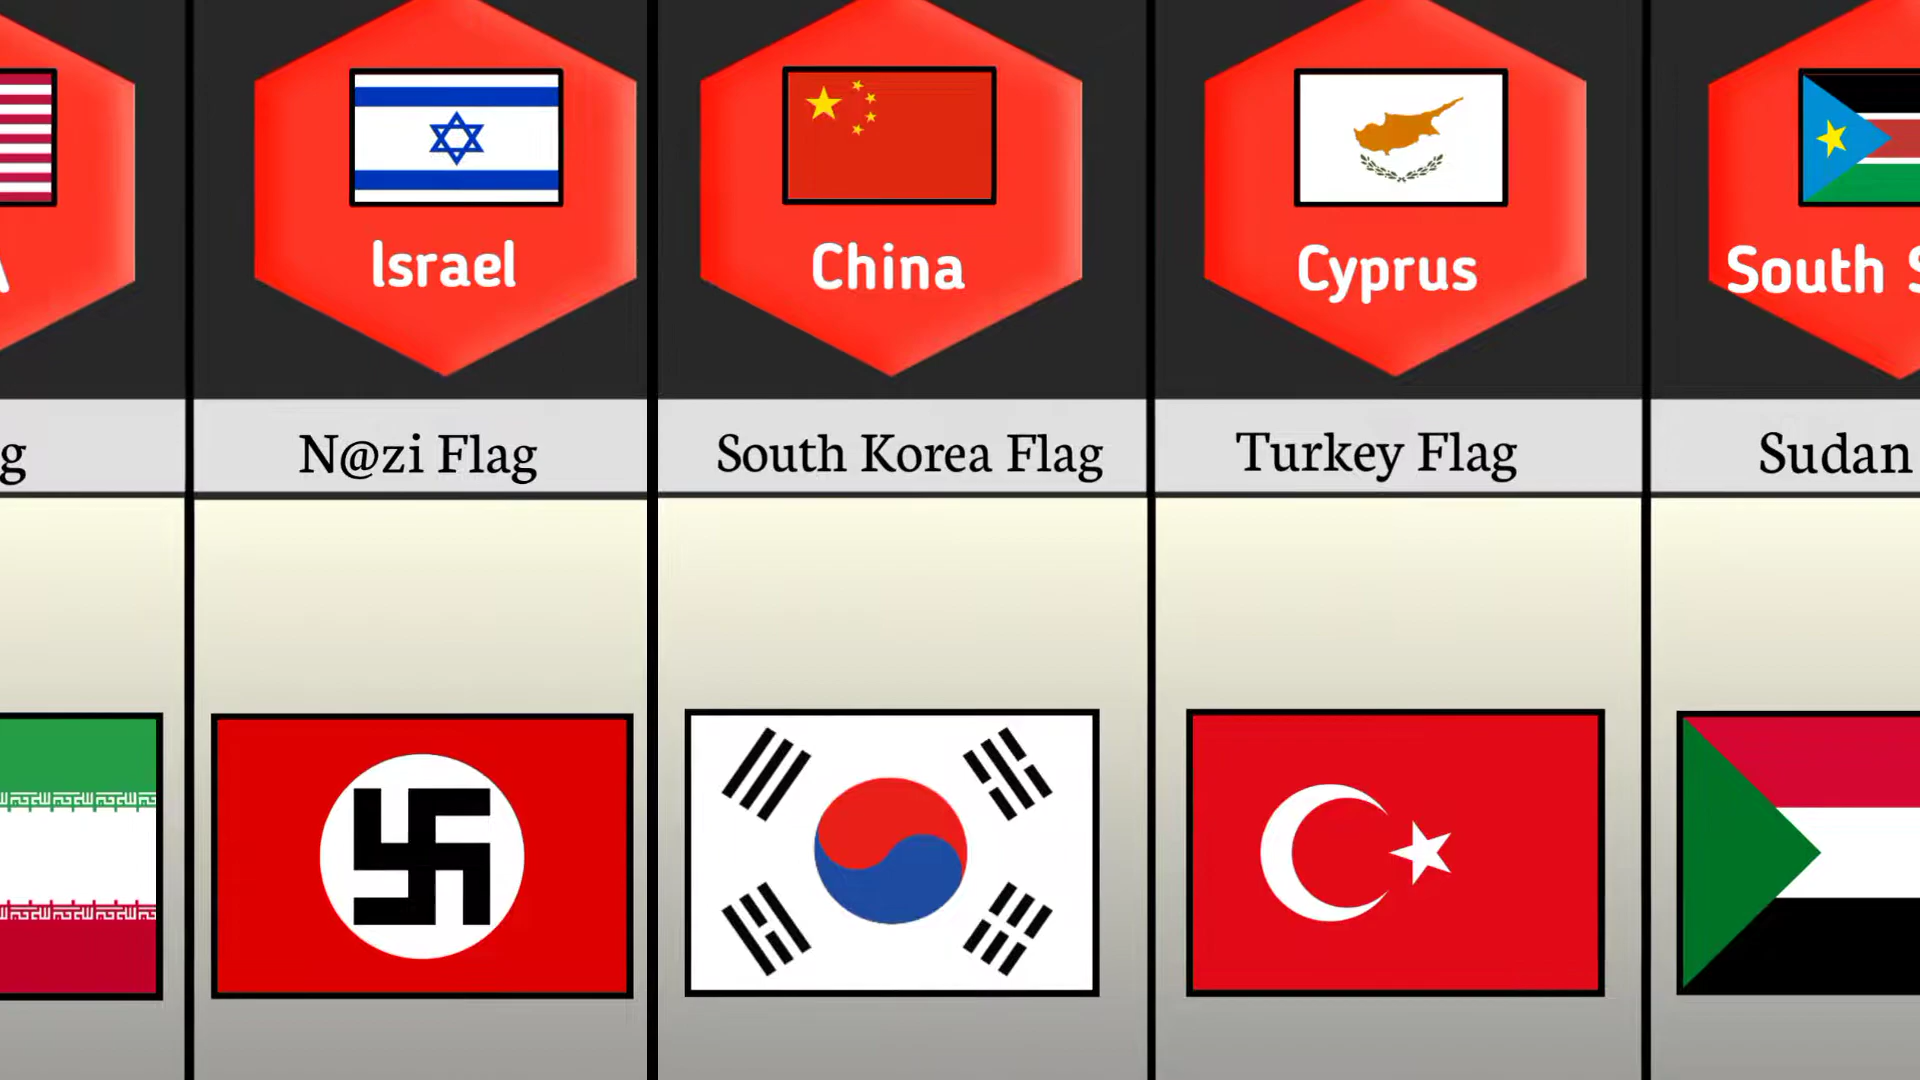 Israel
China
Cyprus
South
N@zi Flag
South Korea Flag
Turkey Flag
Sudan